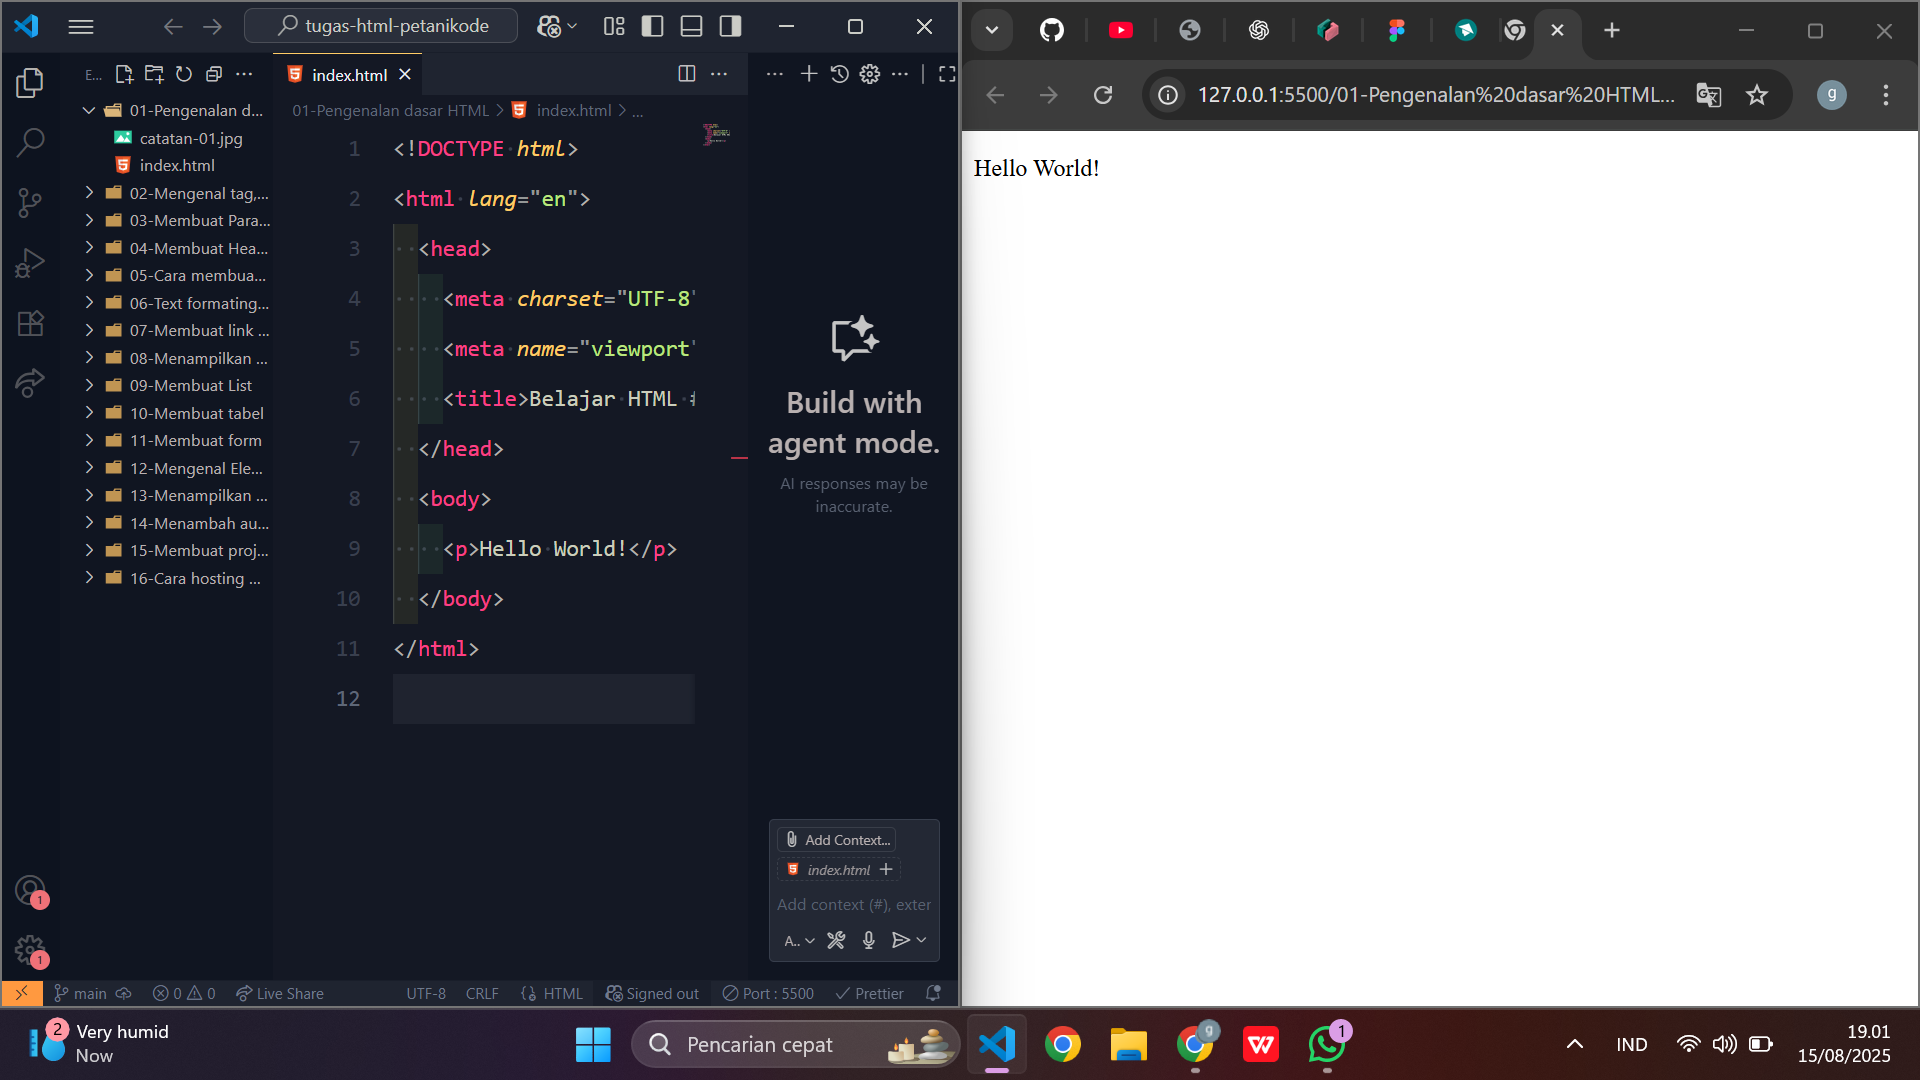 tugas-html-petanikode
E...
index.html
01-Pengenalan d...
catatan-01.jpg
index.html
02-Mengenal tag,...
03-Membuat Para...
04-Membuat Hea...
05-Cara membua...
06-Text formating...
07-Membuat link ...
08-Menampilkan ...
09-Membuat List
10-Membuat tabel
11-Membuat form
12-Mengenal Ele...
13-Menampilkan ...
14-Menambah au...
15-Membuat proj...
16-Cara hosting ...
1
1
01-Pengenalan dasar HTML > index.html > ...
1 <!DOCTYPE html>
2 <html lang="en">
3 <head>
4 <meta charset="UTF-8"
5 <meta name="viewport"
6 <title>Belajar HTML #
7 </head>
8 <body>
9 <p>Hello World!</p>
10 </body>
11 </html>
12
Build with
agent mode.
AI responses may be
inaccurate.
Add Context...
index.html
Add context (#), exter
A..
main
0 0
Live Share
UTF-8
CRLF
HTML
Signed out
Port : 5500
Prettier
127.0.0.1:5500/01-Pengenalan%20dasar%20HTML...
g
Hello World!
2
Very humid
Now
Pencarian cepat
g
1
IND
19.01
15/08/2025